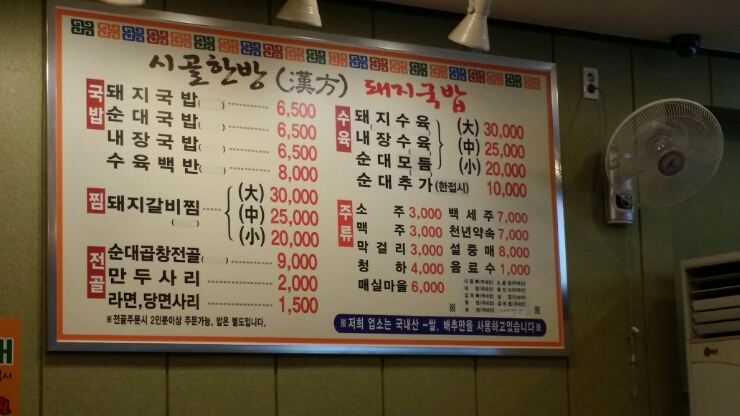 시골한방(漢方) 돼지국밥
국밥
돼지국밥( ) 6,500
순대국밥( ) 6,500
내장국밥( ) 6,500
수육백반( ) 8,000
찜
돼지갈비찜 (大) 30,000
(中) 25,000
(小) 20,000
전골
순대곱창전골 9,000
만두사리 2,000
라면,당면사리 1,500
※전골주문시 2인분이상 주문가능, 밥은 별도입니다.
수육
돼지수육 (大) 30,000
내장수육 (中) 25,000
순대모듬 (小) 20,000
순대추가(한접시) 10,000
주류
소주 3,000 백세주 7,000
맥주 3,000 천년약속 7,000
막걸리 3,000 설중매 8,000
청하 4,000 음료수 1,000
매실마을 6,000
※저희 업소는 국내산 -쌀, 배추만을 사용하고있습니다※